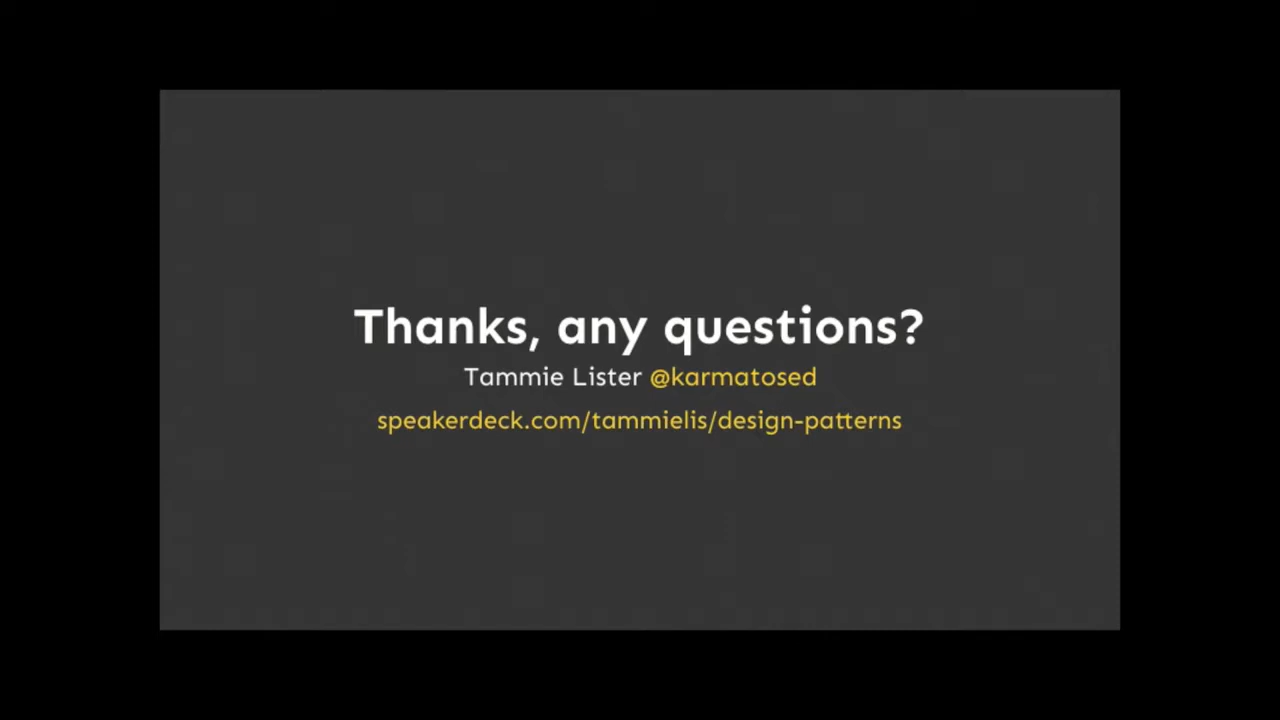 Thanks, any questions?
Tammie Lister @karmatosed
speakerdeck.com/tammielis/design-patterns